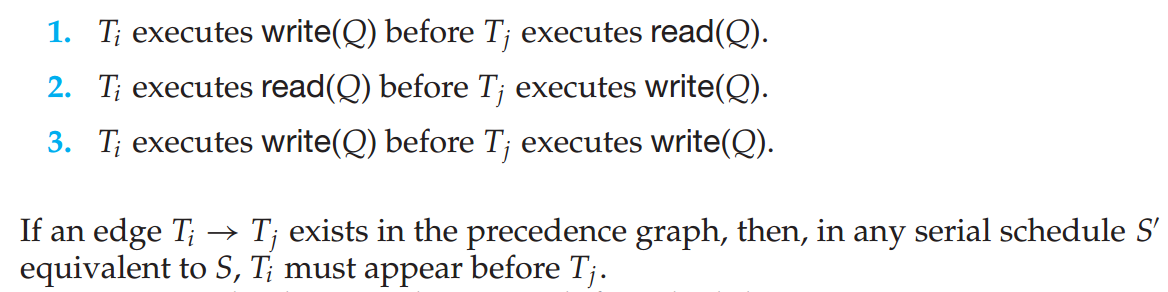 1. Ti executes write(Q) before Tj executes read(Q).
2. Ti executes read(Q) before Tj executes write(Q).
3. Ti executes write(Q) before Tj executes write(Q).
If an edge Ti → Tj exists in the precedence graph, then, in any serial schedule S′
equivalent to S, Ti must appear before Tj.